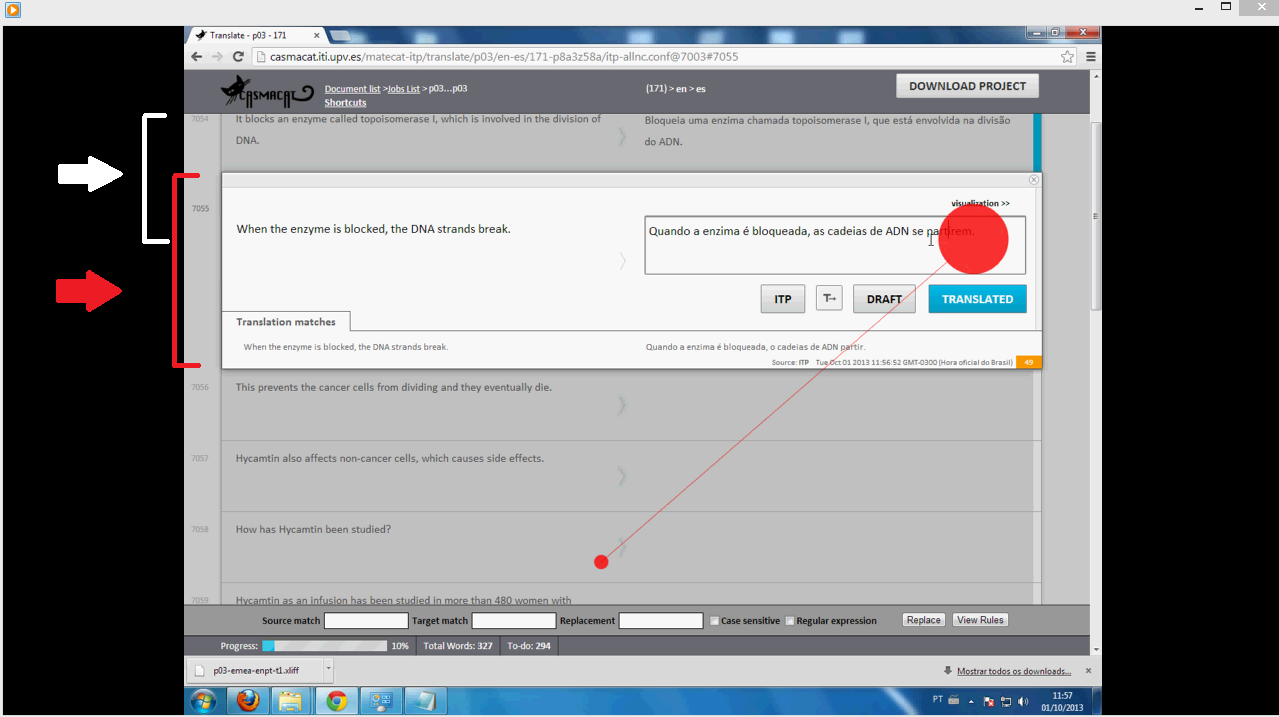 Translate - p03 - 171
casmacat.iti.upv.es/matecat-itp/translate/p03/en-es/171-p8a3z58a/itp-allnc.conf@7003#7055
CASMACAT
Document list >Jobs List > p03...p03
(171) > en > es
DOWNLOAD PROJECT
Shortcuts
7054
It blocks an enzyme called topoisomerase I, which is involved in the division of
DNA.
Bloqueia uma enzima chamada topoisomerase I, que está envolvida na divisão
do ADN.
7055
visualization >>
When the enzyme is blocked, the DNA strands break.
Quando a enzima é bloqueada, as cadeias de ADN se partirem.
ITP
T→
DRAFT
TRANSLATED
Translation matches
When the enzyme is blocked, the DNA strands break.
Quando a enzima é bloqueada, o cadeias de ADN partir.
Source: ITP Tue Oct 01 2013 11:56:52 GMT-0300 (Hora oficial do Brasil) 49
7056
This prevents the cancer cells from dividing and they eventually die.
7057
Hycamtin also affects non-cancer cells, which causes side effects.
7058
How has Hycamtin been studied?
7059
Hycamtin as an infusion has been studied in more than 480 women with
Source match
Target match
Replacement
Case sensitive
Regular expression
Replace
View Rules
Progress: 10% Total Words: 327 To-do: 294
p03-emea-enpt-t1.xliff
Mostrar todos os downloads...
PT
11:57
01/10/2013